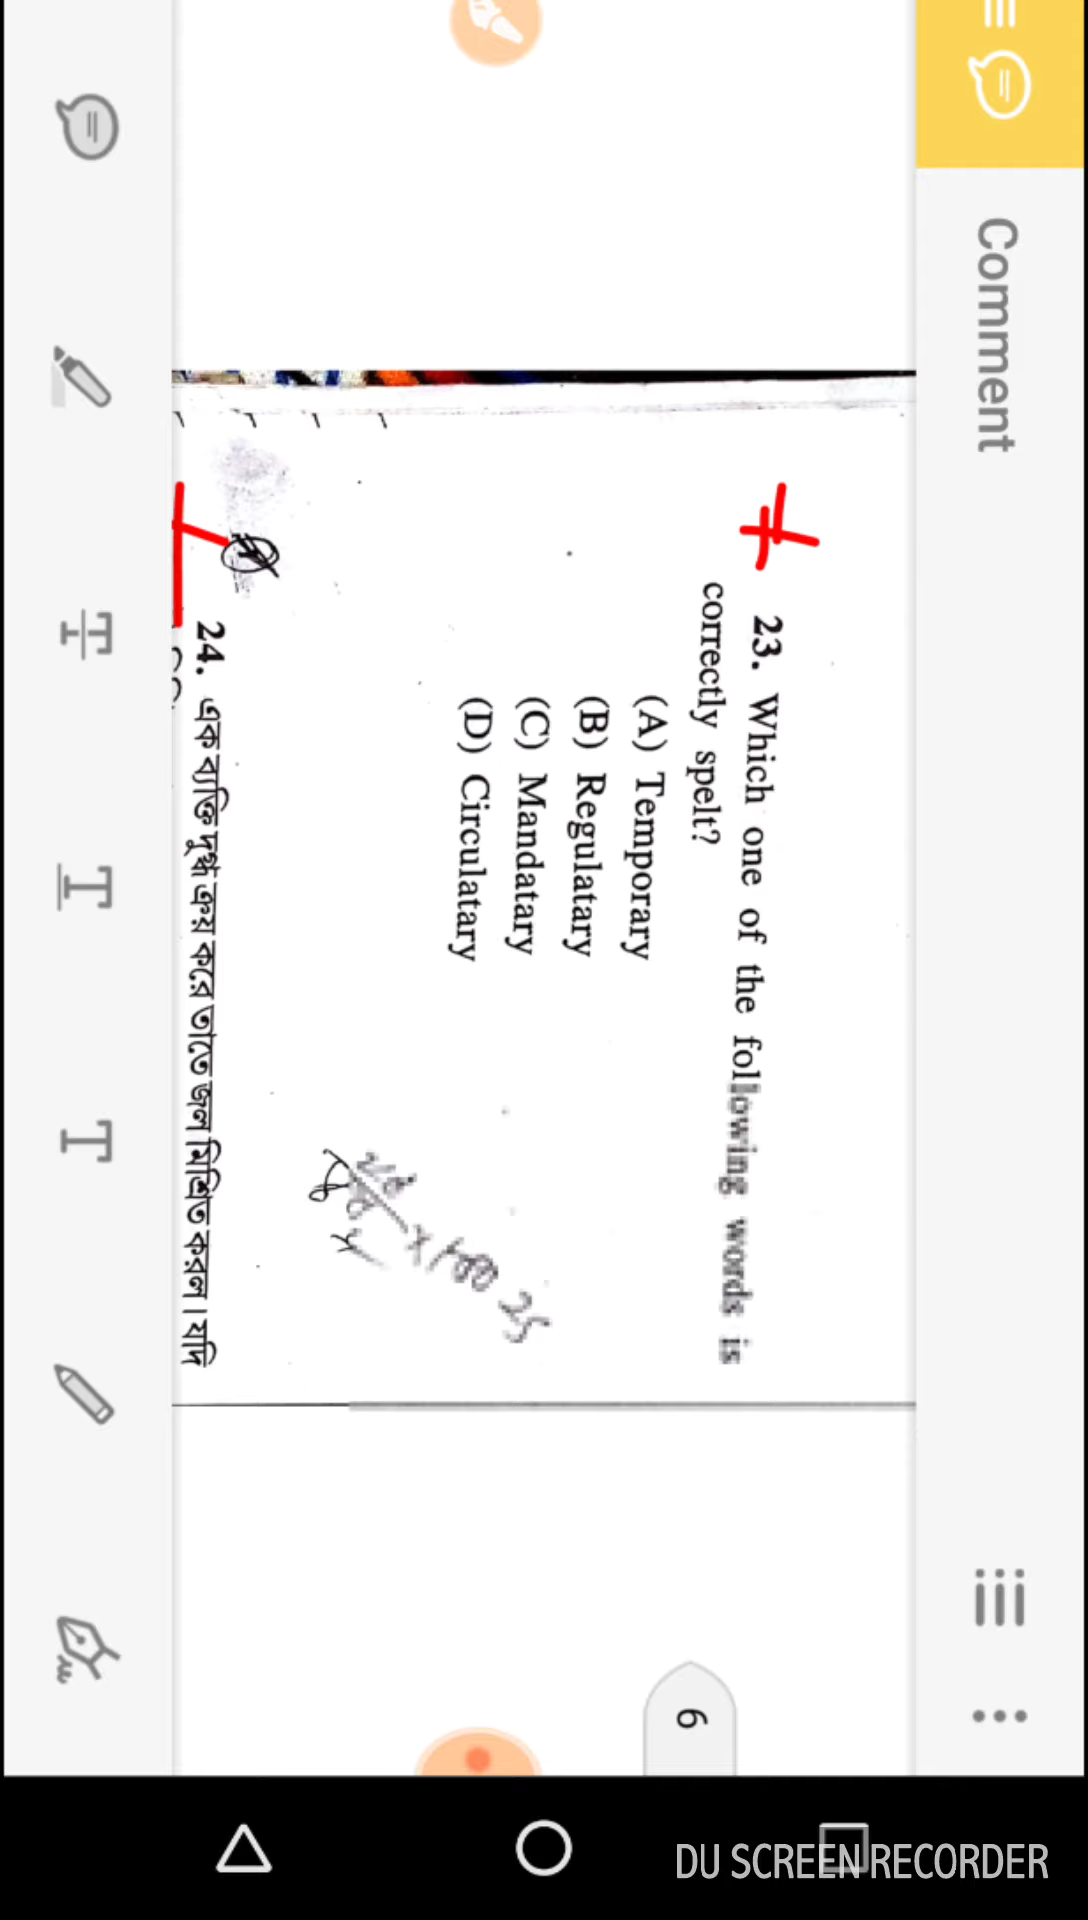 Comment
23. Which one of the following words is
correctly spelt?
(A) Temporary
(B) Regulatary
(C) Mandatary
(D) Circulatary
25
24. এক ব্যক্তি দুগ্ধ ক্রয় করে তাতে জল মিশ্রিত করল। যদি
6
T
T
T
DU SCREEN RECORDER